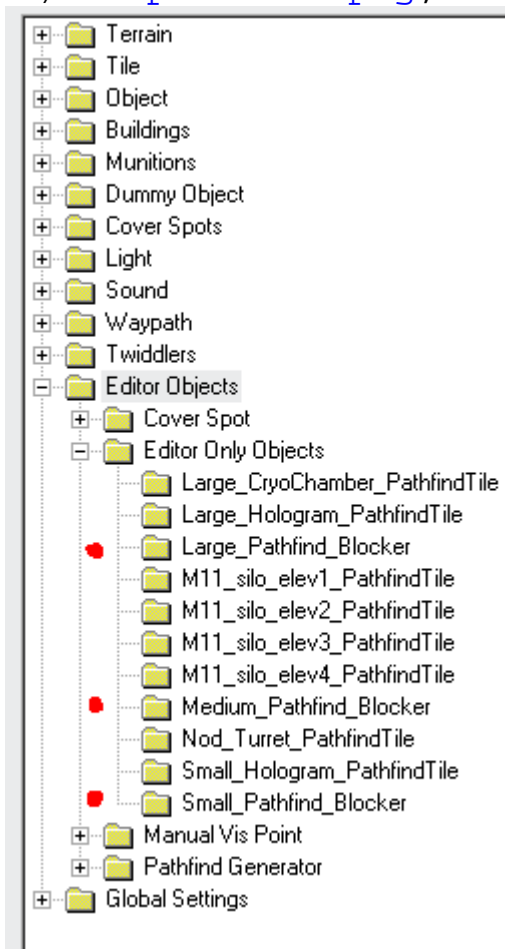 Terrain
Tile
Object
Buildings
Munitions
Dummy Object
Cover Spots
Light
Sound
Waypath
Twiddlers
Editor Objects
Cover Spot
Editor Only Objects
Large_CryoChamber_PathfindTile
Large_Hologram_PathfindTile
Large_Pathfind_Blocker
M11_silo_elev1_PathfindTile
M11_silo_elev2_PathfindTile
M11_silo_elev3_PathfindTile
M11_silo_elev4_PathfindTile
Medium_Pathfind_Blocker
Nod_Turret_PathfindTile
Small_Hologram_PathfindTile
Small_Pathfind_Blocker
Manual Vis Point
Pathfind Generator
Global Settings